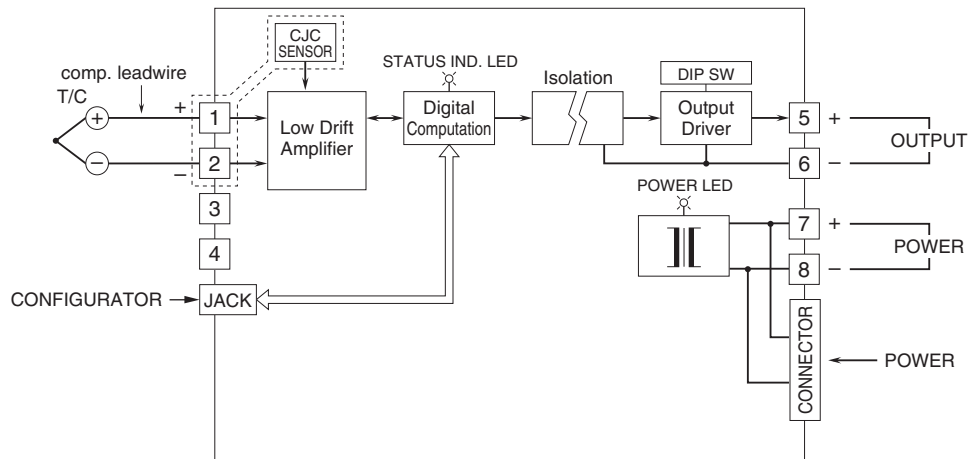 CJC
SENSOR
STATUS IND. LED
comp. leadwire
T/C
Isolation
DIP SW
+
1
Low Drift
Amplifier
Digital
Computation
Output
Driver
5
+
OUTPUT
+
−
2
−
6
−
3
POWER LED
7
+
POWER
4
8
−
CONFIGURATOR
JACK
CONNECTOR
POWER